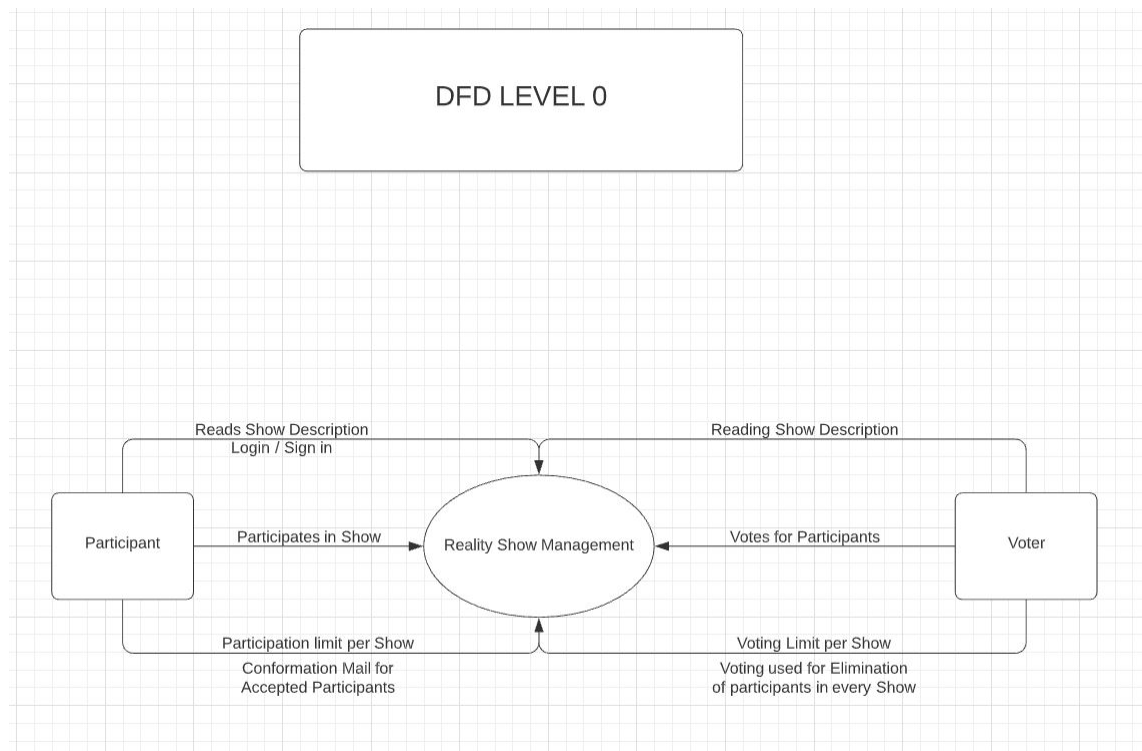 DFD LEVEL 0
Reads Show Description
Login / Sign in
Reading Show Description
Participant
Participates in Show
Reality Show Management
Votes for Participants
Voter
Participation limit per Show
Conformation Mail for
Accepted Participants
Voting Limit per Show
Voting used for Elimination
of participants in every Show